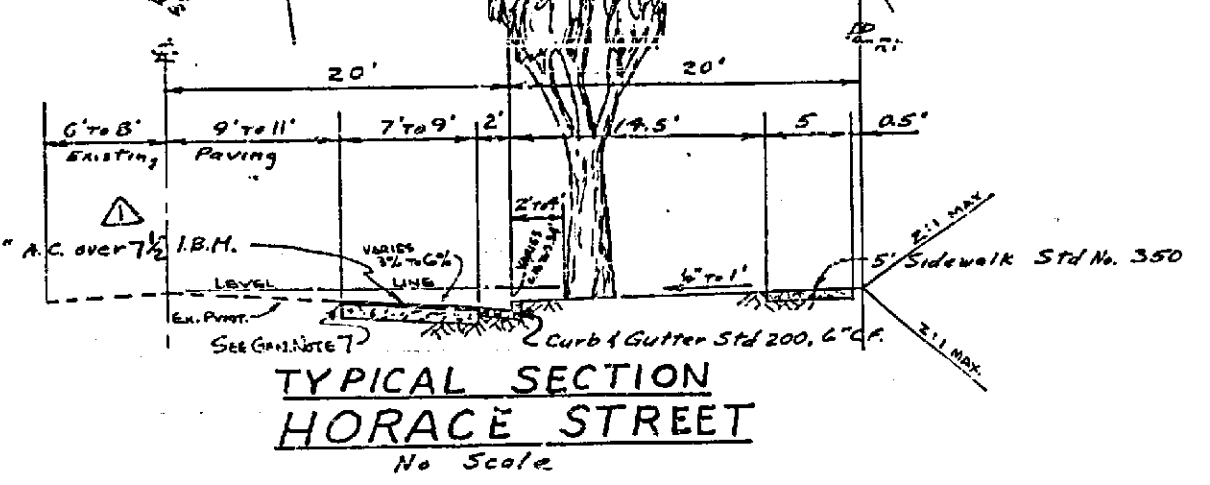 20' 20'
6' to 8' 9' to 11' 7' to 9' 2' 14.5' 5 0.5'
Existing Paving
1
2' to 4'
" A.C. over 7½ I.B.M.
VARIES
3% to 6%
VARIES
2:1 MAX
½" to 1'
5' Sidewalk Std No. 350
LEVEL LINE
Ex. Pvmt.
SEE GEN. NOTE 7
Curb & Gutter Std 200, 6" C.F.
2:1 MAX.
TYPICAL SECTION
HORACE STREET
No Scale